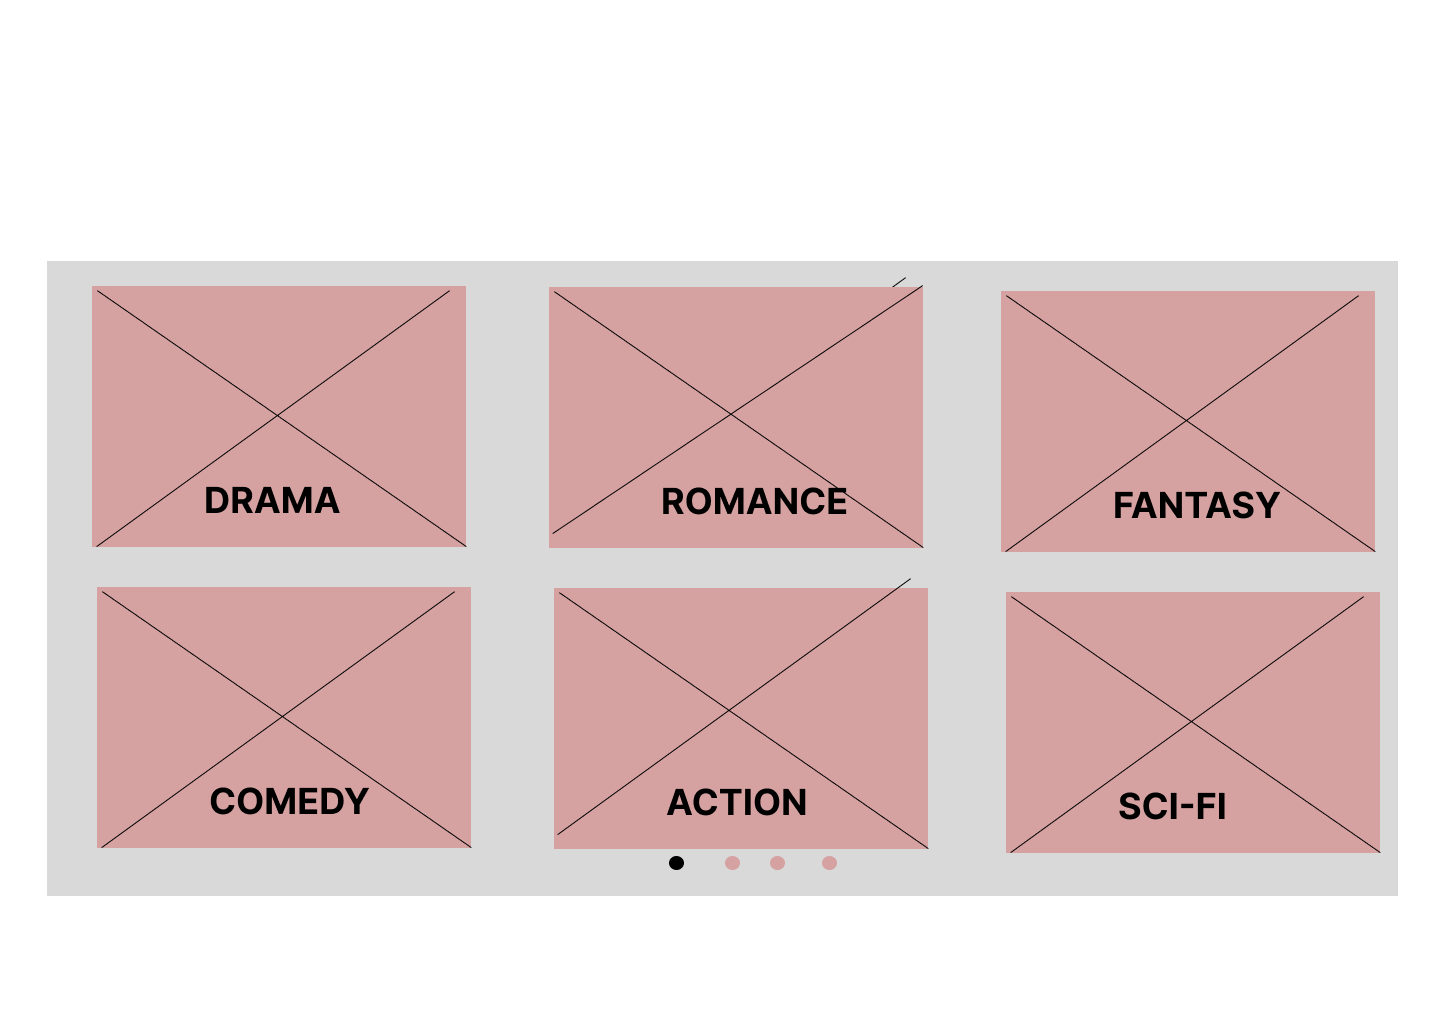 DRAMA
ROMANCE
FANTASY
COMEDY
ACTION
SCI-FI